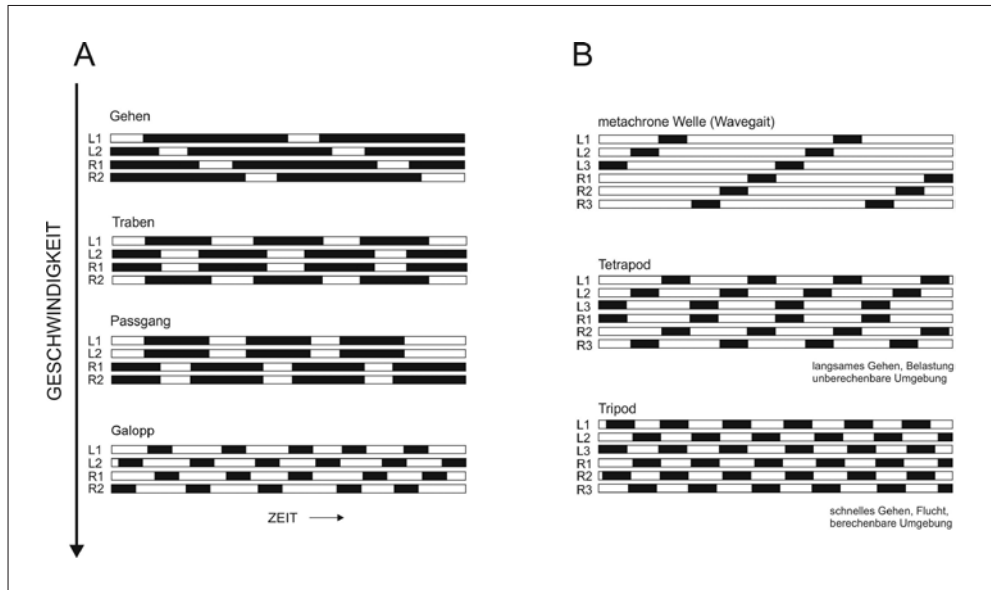 A
GESCHWINDIGKEIT
Gehen
L1
L2
R1
R2
Traben
L1
L2
R1
R2
Passgang
L1
L2
R1
R2
Galopp
L1
L2
R1
R2
ZEIT
B
metachrone Welle (Wavegait)
L1
L2
L3
R1
R2
R3
Tetrapod
L1
L2
L3
R1
R2
R3
langsames Gehen, Belastung
unberechenbare Umgebung
Tripod
L1
L2
L3
R1
R2
R3
schnelles Gehen, Flucht,
berechenbare Umgebung